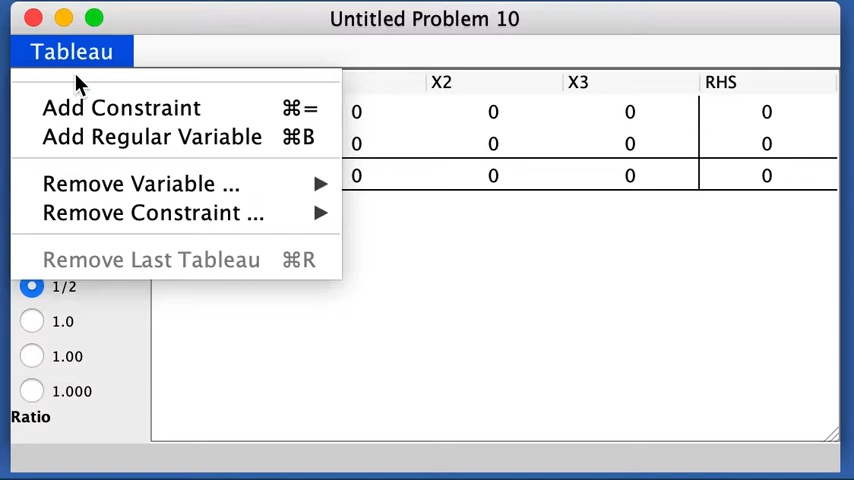 Untitled Problem 10
Tableau
X2 X3 RHS
Add Constraint ⌘= 0 0 0 0
Add Regular Variable ⌘B 0 0 0
Remove Variable ... 0 0 0 0
Remove Constraint ...
Remove Last Tableau ⌘R
1/2
1.0
1.00
1.000
Ratio